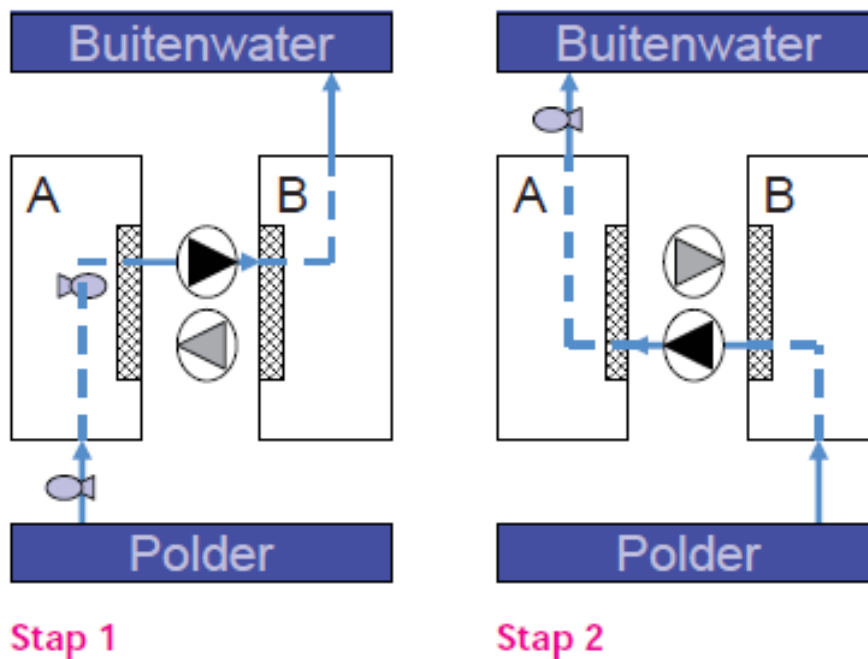 Buitenwater
A
B
Polder
Stap 1
Buitenwater
A
B
Polder
Stap 2